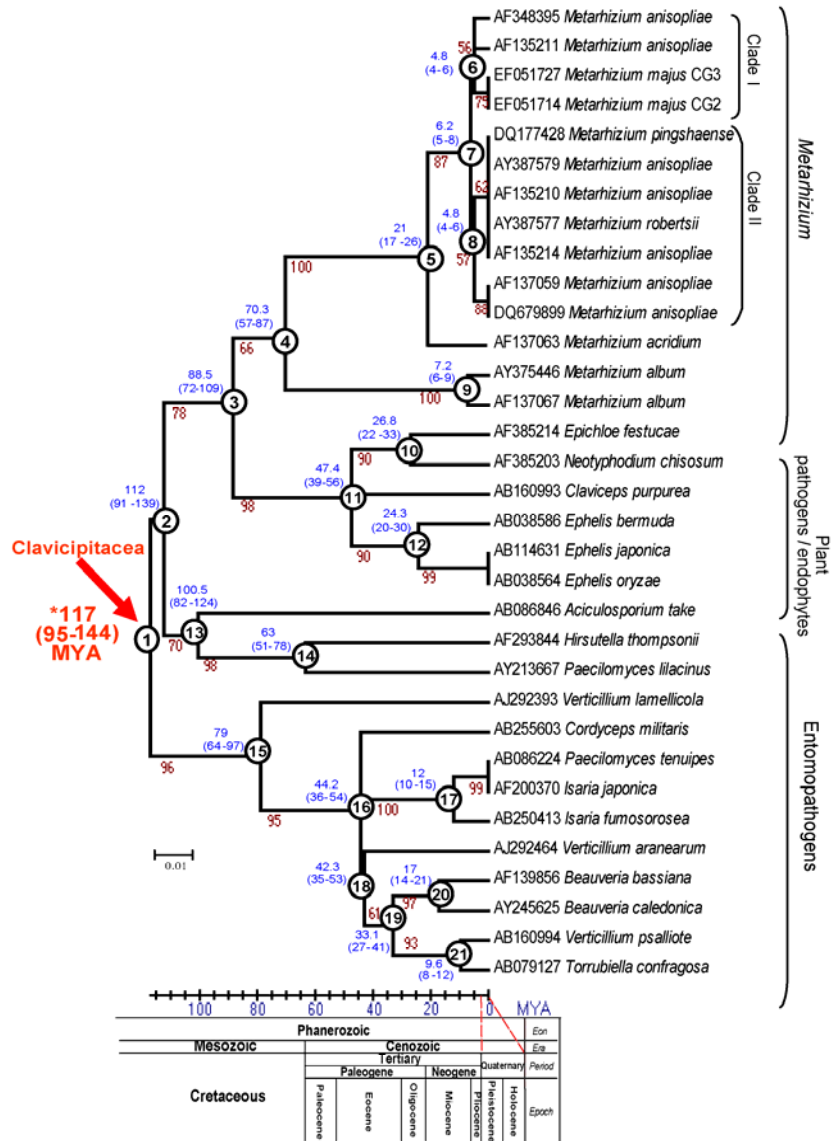 AF348395 Metarhizium anisopliae
56
AF135211 Metarhizium anisopliae
4.8
(4-6)
6
EF051727 Metarhizium majus CG3
75
EF051714 Metarhizium majus CG2
Clade I
6.2
(5-8)
7
87
DQ177428 Metarhizium pingshaense
AY387579 Metarhizium anisopliae
62
AF135210 Metarhizium anisopliae
4.8
(4-6)
8
57
AY387577 Metarhizium robertsii
AF135214 Metarhizium anisopliae
AF137059 Metarhizium anisopliae
88
DQ679899 Metarhizium anisopliae
Clade II
21
(17 -26)
5
100
AF137063 Metarhizium acridium
70.3
(57-87)
4
66
7.2
(6-9)
9
100
AY375446 Metarhizium album
AF137067 Metarhizium album
Metarhizium
88.5
(72-109)
3
78
26.8
(22 -33)
10
90
AF385214 Epichloe festucae
AF385203 Neotyphodium chisosum
47.4
(39-56)
11
98
AB160993 Claviceps purpurea
24.3
(20-30)
12
90
AB038586 Ephelis bermuda
99
AB114631 Ephelis japonica
AB038564 Ephelis oryzae
112
(91 -139)
2
100.5
(82 -124)
13
70
AB086846 Aciculosporium take
Plant
pathogens / endophytes
Clavicipitacea
*117
(95-144)
MYA
1
63
(51-78)
14
98
AF293844 Hirsutella thompsonii
AY213667 Paecilomyces lilacinus
79
(64-97)
15
96
AJ292393 Verticillium lamellicola
44.2
(36-54)
16
95
AB255603 Cordyceps militaris
12
(10-15)
17
100
99
AB086224 Paecilomyces tenuipes
AF200370 Isaria japonica
AB250413 Isaria fumosorosea
42.3
(35-53)
18
AJ292464 Verticillium aranearum
17
(14 -21)
20
97
AF139856 Beauveria bassiana
AY245625 Beauveria caledonica
61
19
33.1
(27-41)
93
9.6
(8 -12)
21
AB160994 Verticillium psalliote
AB079127 Torrubiella confragosa
Entomopathogens
0.01
100 80 60 40 20 0 MYA
Phanerozoic Eon
Mesozoic Cenozoic Era
Tertiary Quaternary Period
Paleogene Neogene
Cretaceous Paleocene Eocene Oligocene Miocene Pliocene Pleistocene Holocene Epoch